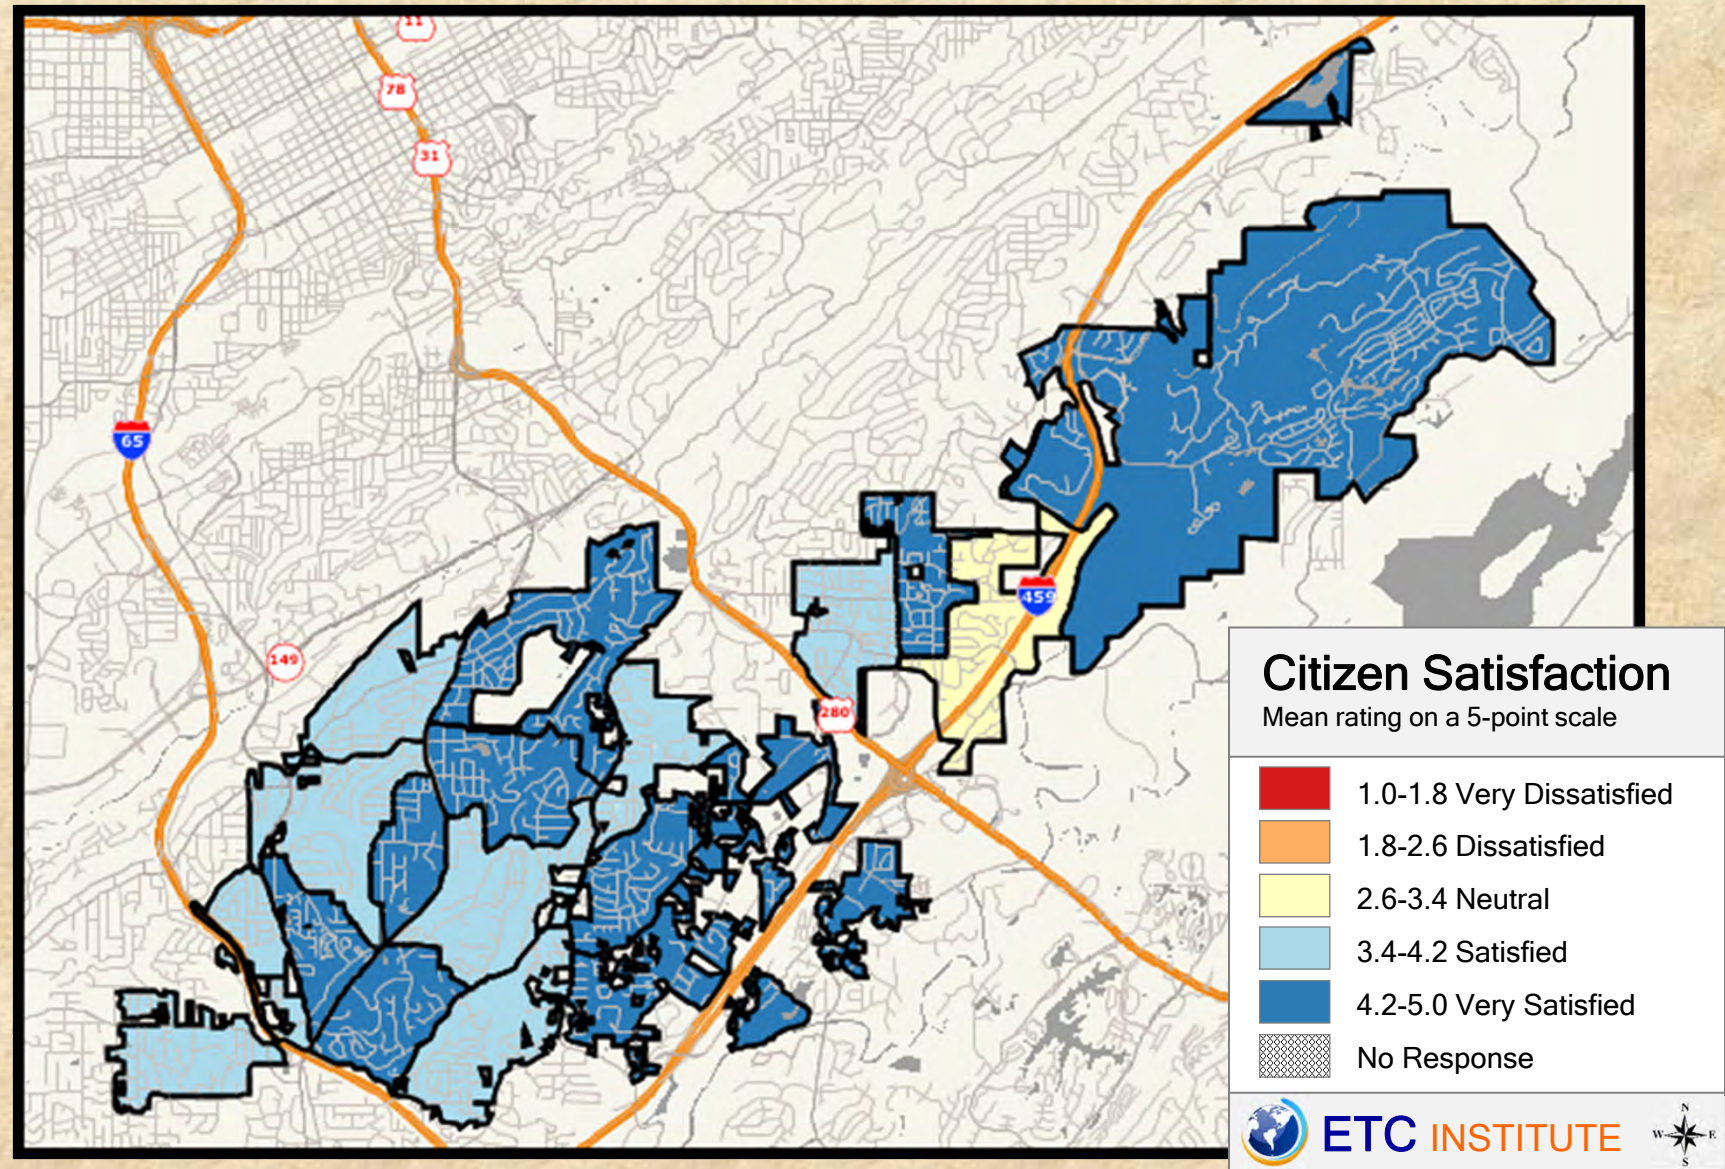 11
78
31
65
459
149
280
Citizen Satisfaction
Mean rating on a 5-point scale
1.0-1.8 Very Dissatisfied
1.8-2.6 Dissatisfied
2.6-3.4 Neutral
3.4-4.2 Satisfied
4.2-5.0 Very Satisfied
No Response
ETC INSTITUTE
N
W E
S